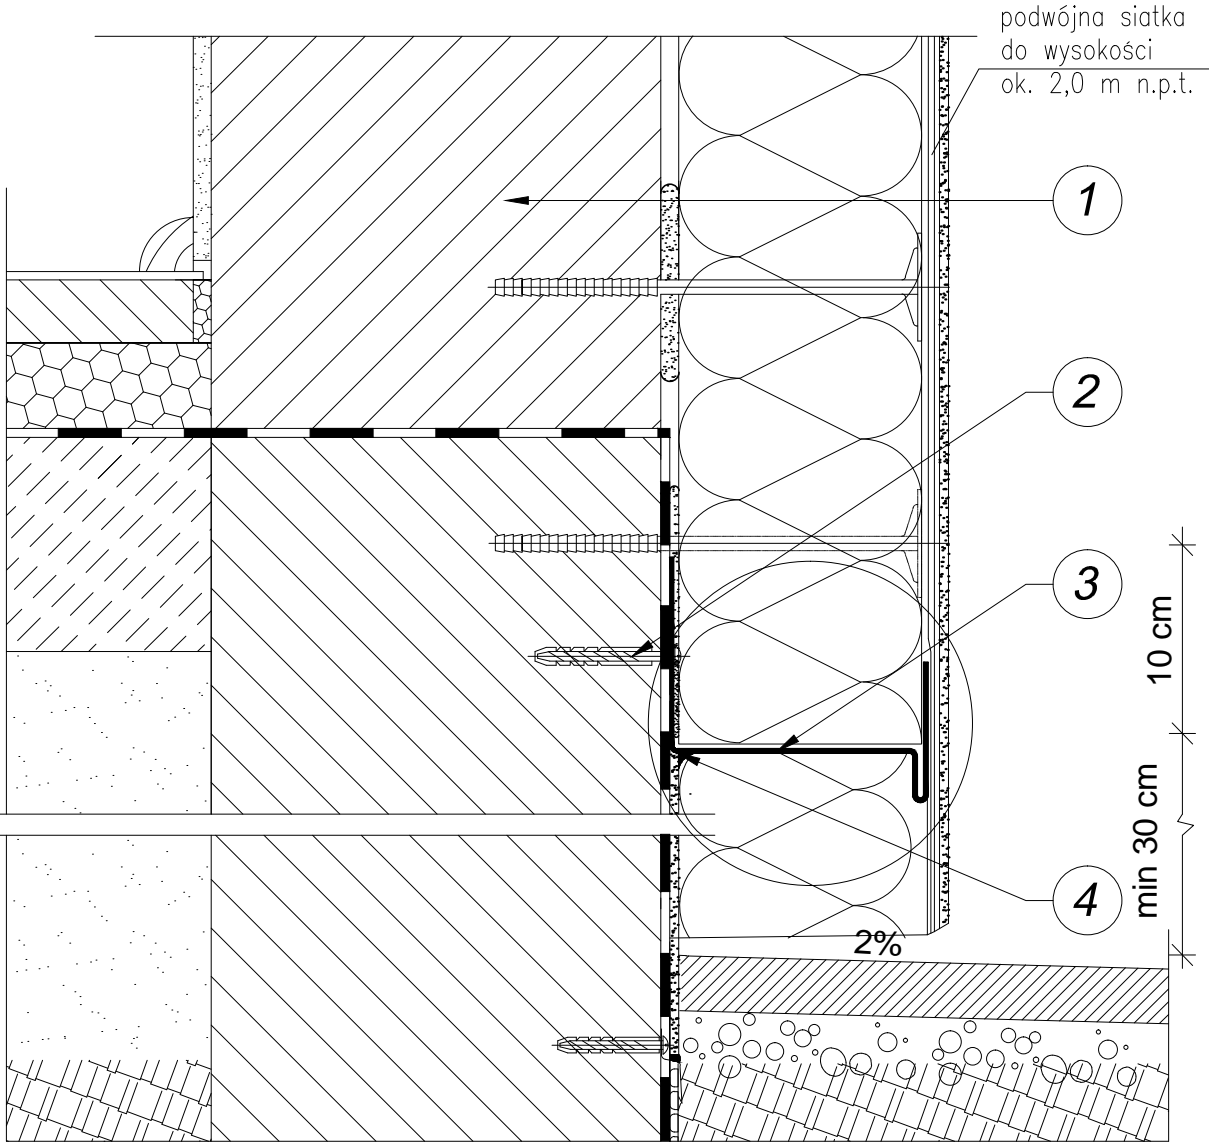 podwójna siatka
do wysokości
ok. 2,0 m n.p.t.
1
2
3
10 cm
min 30 cm
4
2%